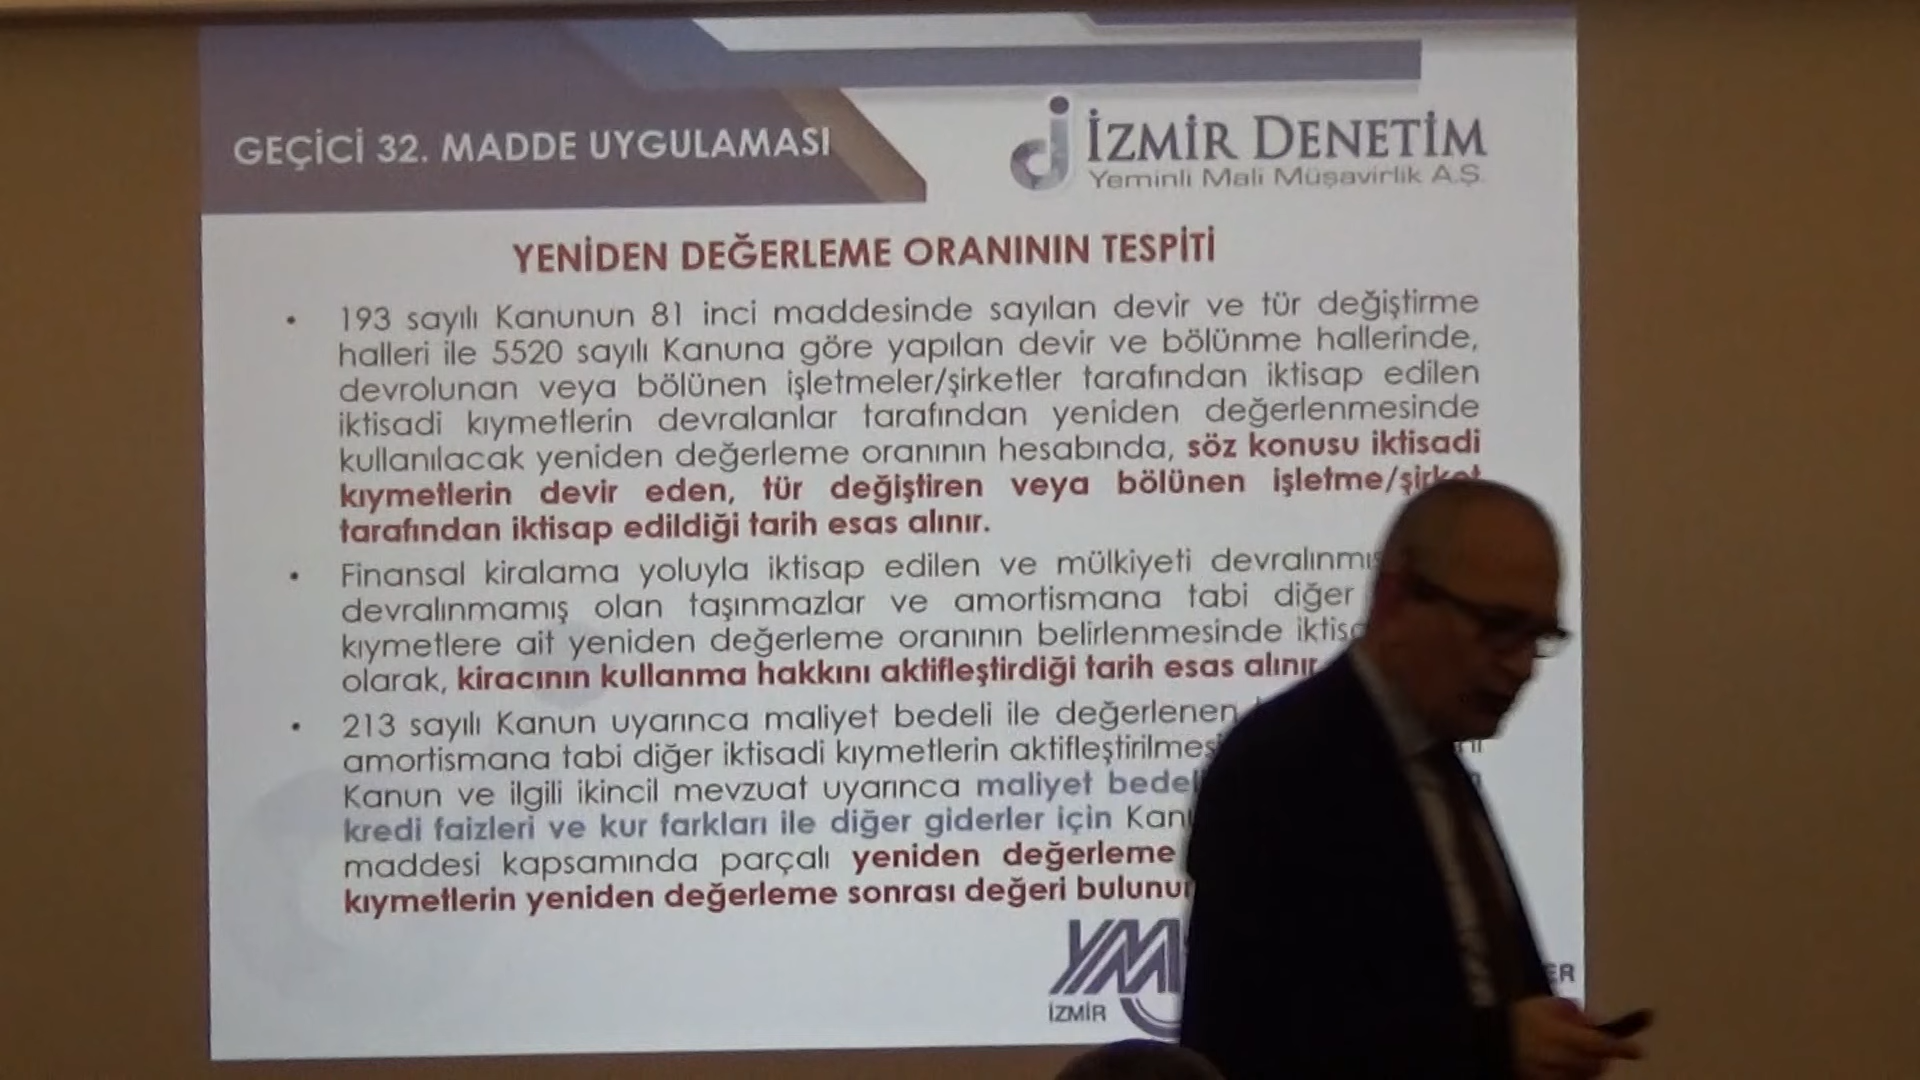 GEÇİCİ 32. MADDE UYGULAMASI
İZMİR DENETİM
Yeminli Mali Müşavirlik A.Ş.
YENİDEN DEĞERLEME ORANININ TESPİTİ
• 193 sayılı Kanunun 81 inci maddesinde sayılan devir ve tür değiştirme
halleri ile 5520 sayılı Kanuna göre yapılan devir ve bölünme hallerinde,
devrolunan veya bölünen işletmeler/şirketler tarafından iktisap edilen
iktisadi kıymetlerin devralanlar tarafından yeniden değerlenmesinde
kullanılacak yeniden değerleme oranının hesabında, söz konusu iktisadi
kıymetlerin devir eden, tür değiştiren veya bölünen işletme/şirket
tarafından iktisap edildiği tarih esas alınır.
• Finansal kiralama yoluyla iktisap edilen ve mülkiyeti
devralınmamış olan taşınmazlar ve amortismana tabi diğer
kıymetlere ait yeniden değerleme oranının belirlenmesinde
olarak, kiracının kullanma hakkını aktifleştirdiği tarih esas alınır
• 213 sayılı Kanun uyarınca maliyet bedeli ile değerlenen
amortismana tabi diğer iktisadi kıymetlerin
Kanun ve ilgili ikincil mevzuat uyarınca maliyet
kredi faizleri ve kur farkları ile diğer giderler için
maddesi kapsamında parçalı yeniden değerleme
kıymetlerin yeniden değerleme sonrası değeri
İZMİR